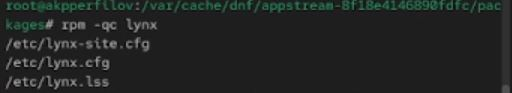 root@akpperfilov:/var/cache/dnf/appstream-8f18e4146890fdfc/pac
kages# rpm -qc lynx
/etc/lynx-site.cfg
/etc/lynx.cfg
/etc/lynx.lss